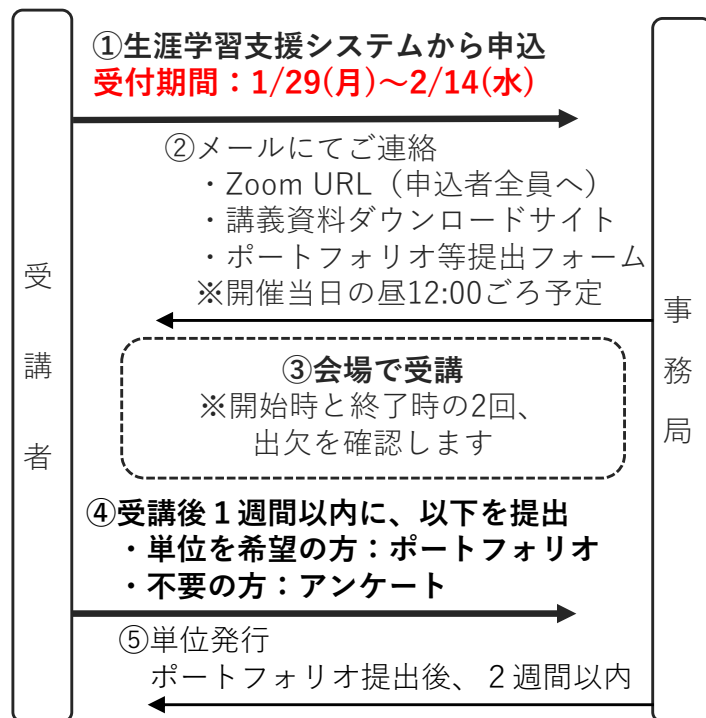 ①生涯学習支援システムから申込
受付期間：1/29(月)～2/14(水)
②メールにてご連絡
・Zoom URL（申込者全員へ）
・講義資料ダウンロードサイト
・ポートフォリオ等提出フォーム
※開催当日の昼12:00ごろ予定
受講者
事務局
③会場で受講
※開始時と終了時の2回、
出欠を確認します
④受講後１週間以内に、以下を提出
・単位を希望の方：ポートフォリオ
・不要の方：アンケート
⑤単位発行
ポートフォリオ提出後、２週間以内